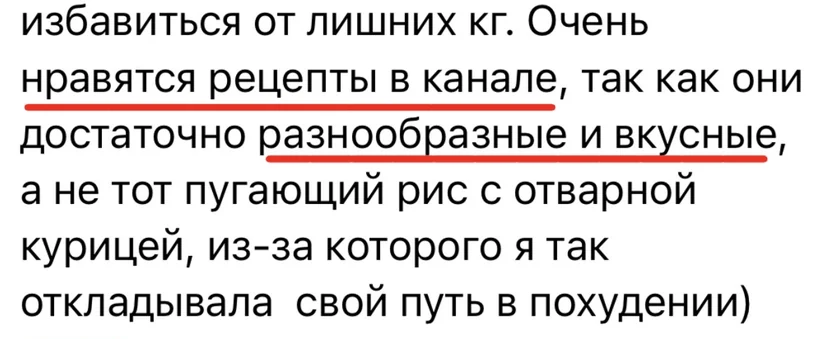 избавиться от лишних кг. Очень
нравятся рецепты в канале, так как они
достаточно разнообразные и вкусные,
а не тот пугающий рис с отварной
курицей, из-за которого я так
откладывала  свой путь в похудении)